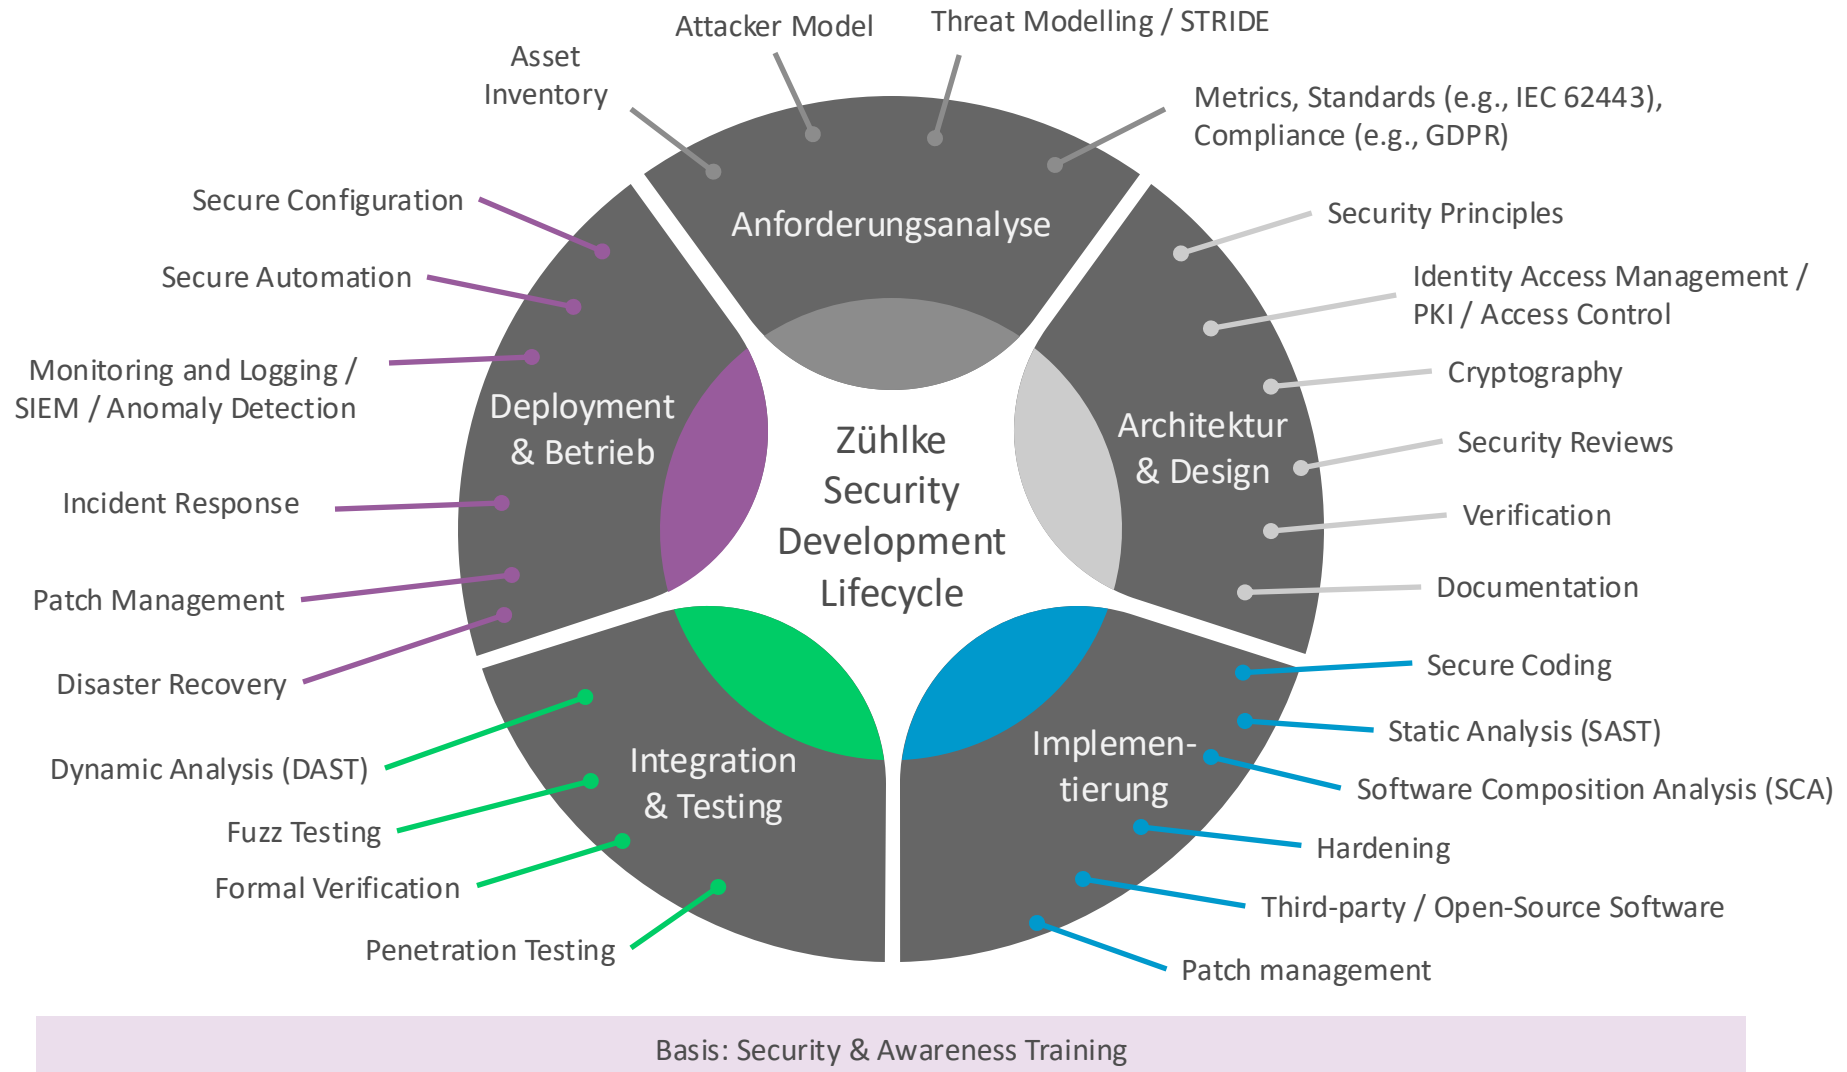 Attacker Model
Threat Modelling / STRIDE
Asset
Inventory
Metrics, Standards (e.g., IEC 62443),
Compliance (e.g., GDPR)
Anforderungsanalyse
Security Principles
Identity Access Management /
PKI / Access Control
Cryptography
Security Reviews
Verification
Documentation
Architektur
& Design
Secure Coding
Static Analysis (SAST)
Software Composition Analysis (SCA)
Hardening
Third-party / Open-Source Software
Patch management
Implemen-
tierung
Integration
& Testing
Dynamic Analysis (DAST)
Fuzz Testing
Formal Verification
Penetration Testing
Deployment
& Betrieb
Secure Configuration
Secure Automation
Monitoring and Logging /
SIEM / Anomaly Detection
Incident Response
Patch Management
Disaster Recovery
Zühlke
Security
Development
Lifecycle
Basis: Security & Awareness Training